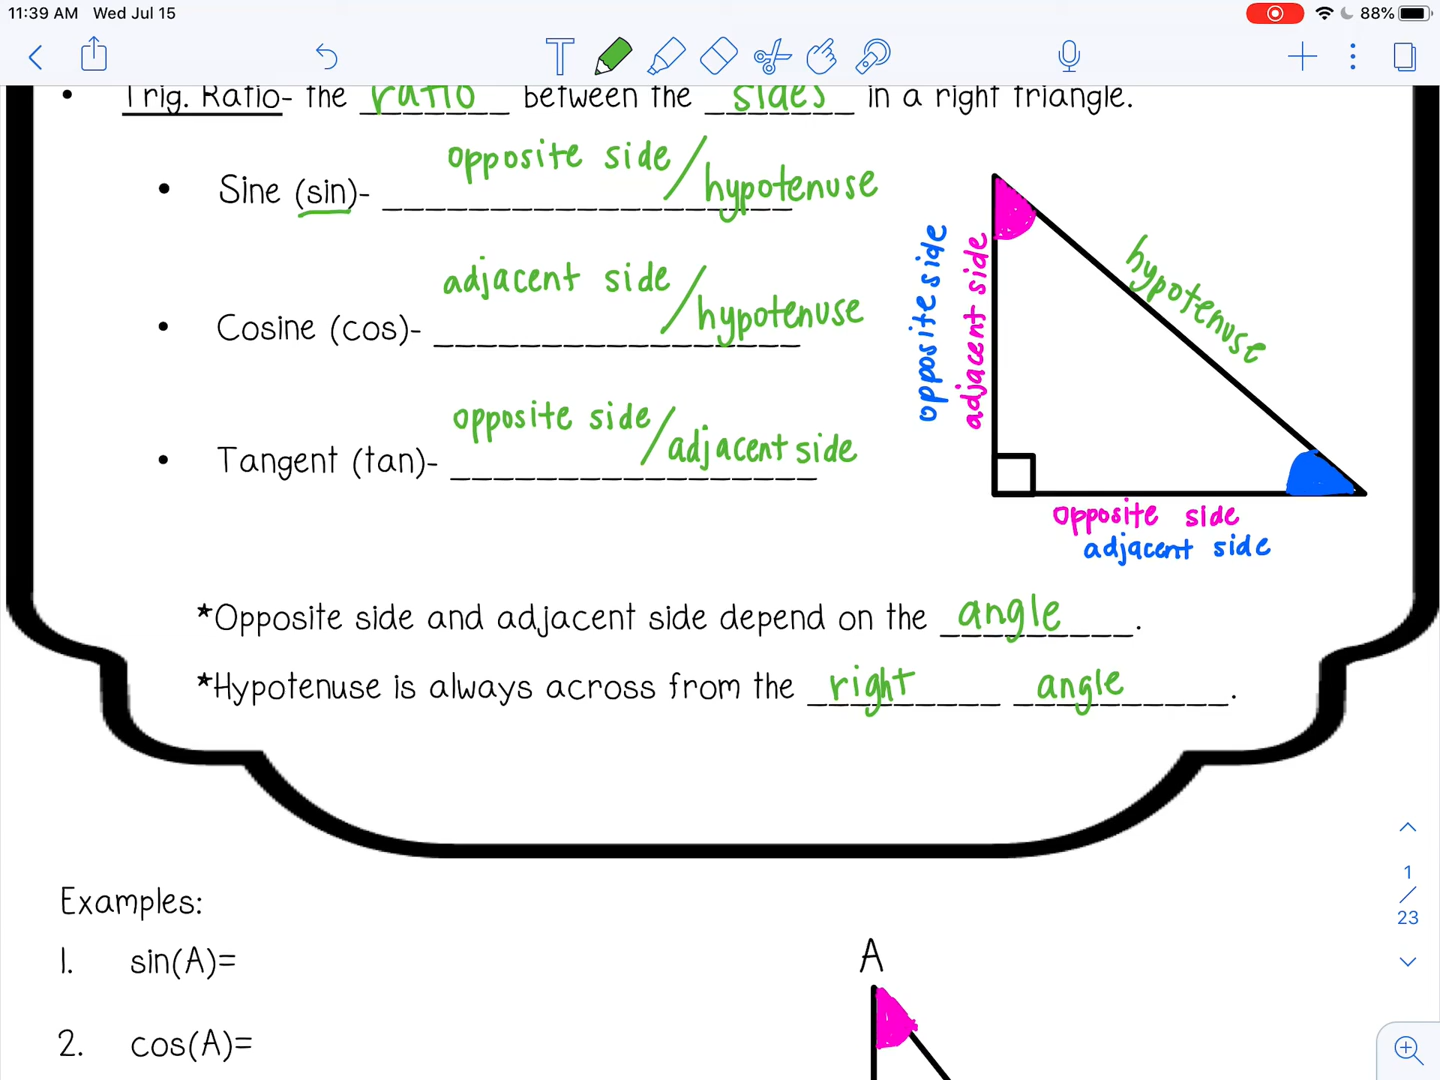 11:39 AM Wed Jul 15
88%
T
• Trig. Ratio- the ratio between the sides in a right triangle.
• Sine (sin)- opposite side / hypotenuse
• Cosine (cos)- adjacent side / hypotenuse
• Tangent (tan)- opposite side / adjacent side
opposite side
adjacent side
hypotenuse
opposite side
adjacent side
*Opposite side and adjacent side depend on the angle.
*Hypotenuse is always across from the right angle.
Examples:
1. sin(A)=
2. cos(A)=
A
1
/
23